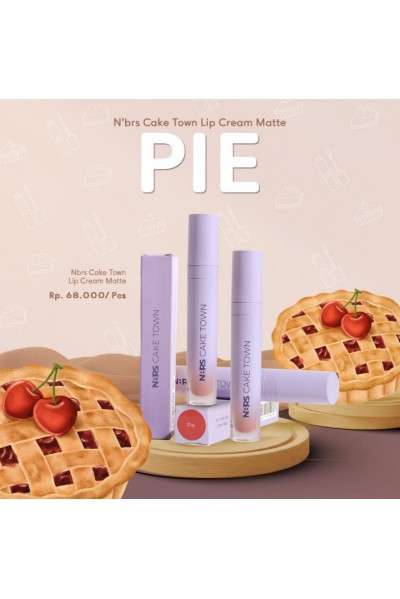 N'brs Cake Town Lip Cream Matte
PIE
Nbrs Cake Town
Lip Cream Matte
Rp. 68.000/ Pcs
N:RS CAKE TOWN
N:RS CAKE TOWN
N:RS CAKE TOWN
Pie